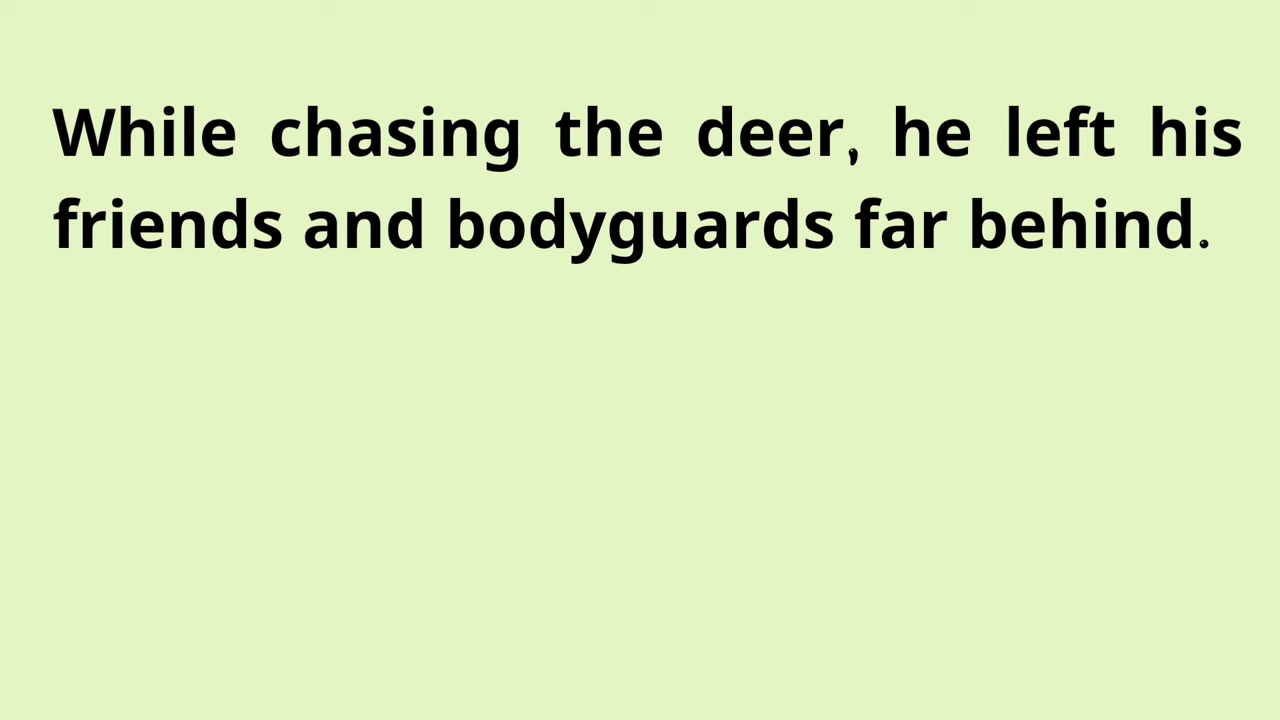 While chasing the deer, he left his
friends and bodyguards far behind.